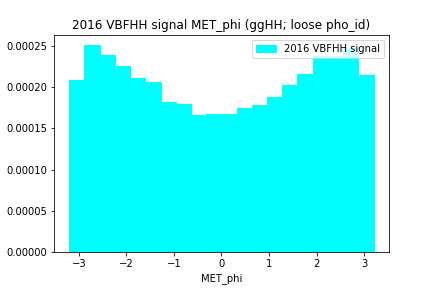 2016 VBFHH signal MET_phi (ggHH; loose pho_id)
2016 VBFHH signal
0.00025
0.00020
0.00015
0.00010
0.00005
0.00000
−3 −2 −1 0 1 2 3
MET_phi